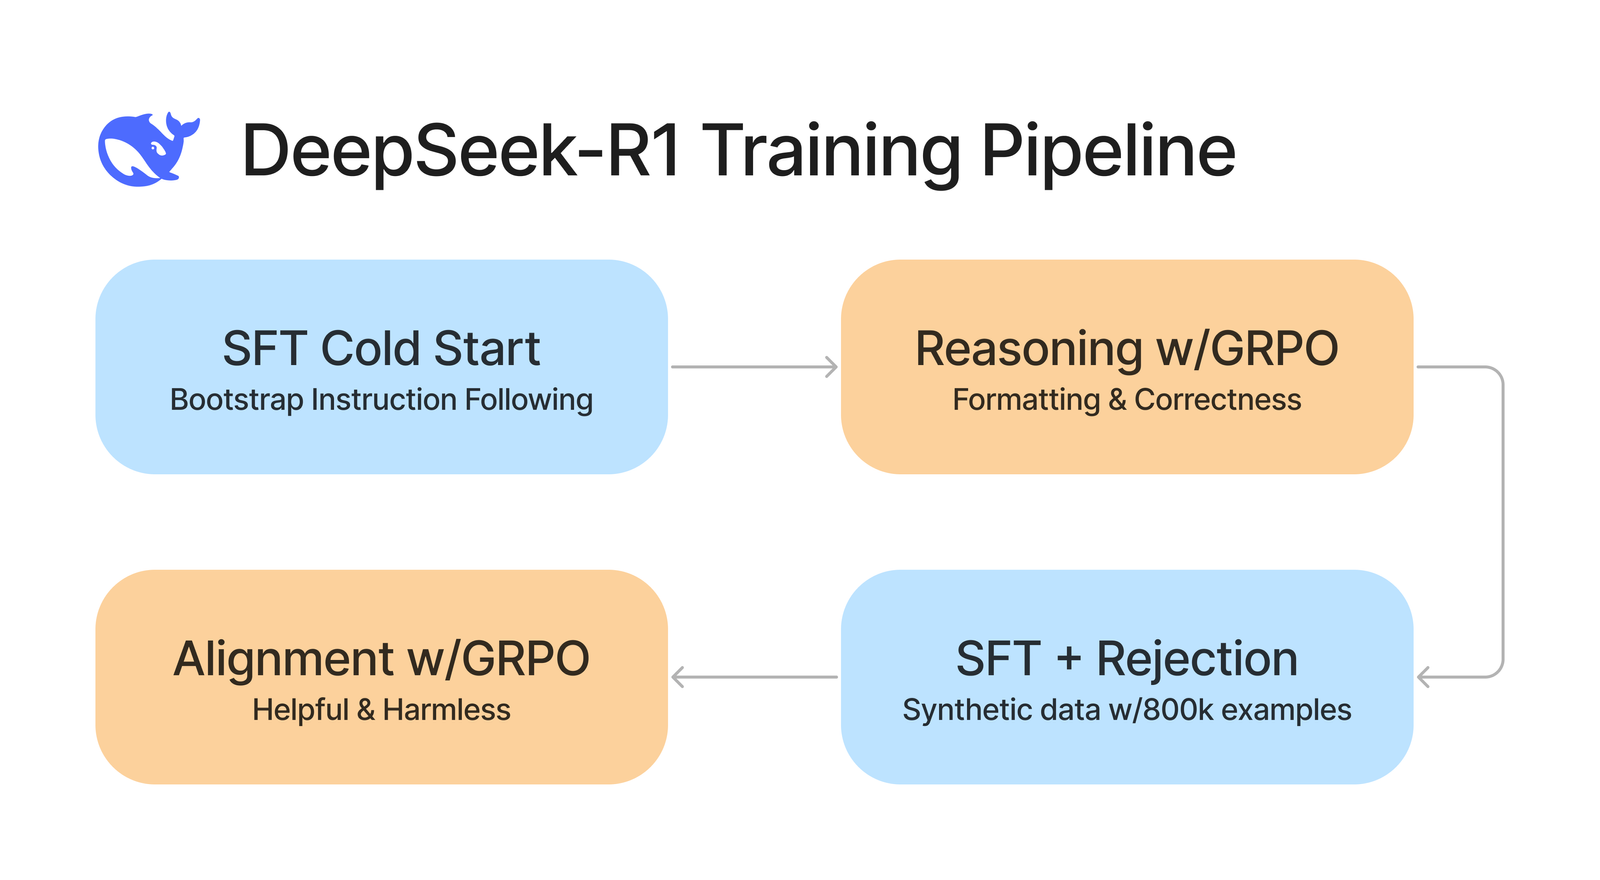 DeepSeek-R1 Training Pipeline
SFT Cold Start
Bootstrap Instruction Following
Reasoning w/GRPO
Formatting & Correctness
SFT + Rejection
Synthetic data w/800k examples
Alignment w/GRPO
Helpful & Harmless